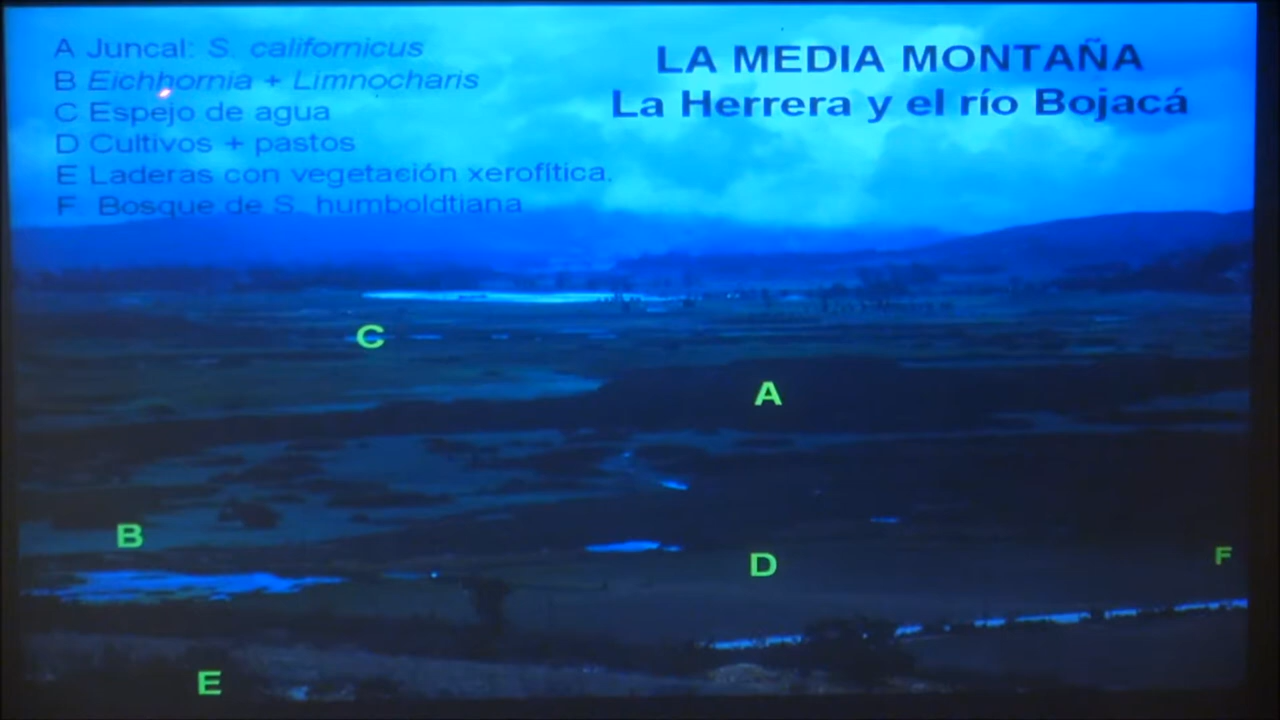 A Juncal: S. californicus
B Eichhornia + Limnocharis
C Espejo de agua
D Cultivos + pastos
E Laderas con vegetación xerofítica.
F Bosque de S. humboldtiana
LA MEDIA MONTAÑA
La Herrera y el río Bojacá
C
A
B
D
F
E